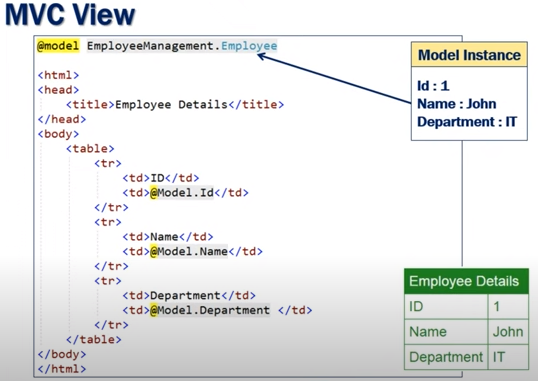 MVC View
@model EmployeeManagement.Employee
<html>
<head>
<title>Employee Details</title>
</head>
<body>
<table>
<tr>
<td>ID</td>
<td>@Model.Id</td>
</tr>
<tr>
<td>Name</td>
<td>@Model.Name</td>
</tr>
<tr>
<td>Department</td>
<td>@Model.Department </td>
</tr>
</table>
</body>
</html>
Model Instance
Id : 1
Name : John
Department : IT
Employee Details
ID 1
Name John
Department IT